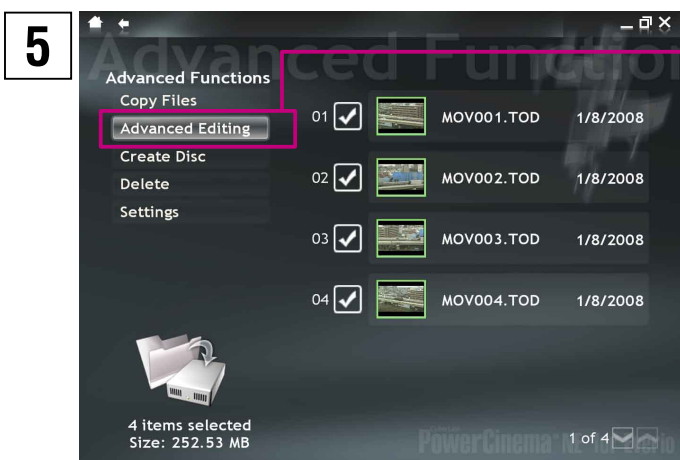 5
Advanced Function
Advanced Functions
Copy Files
Advanced Editing
Create Disc
Delete
Settings
01 MOV001.TOD 1/8/2008
02 MOV002.TOD 1/8/2008
03 MOV003.TOD 1/8/2008
04 MOV004.TOD 1/8/2008
4 items selected
Size: 252.53 MB
PowerCinema
1 of 4